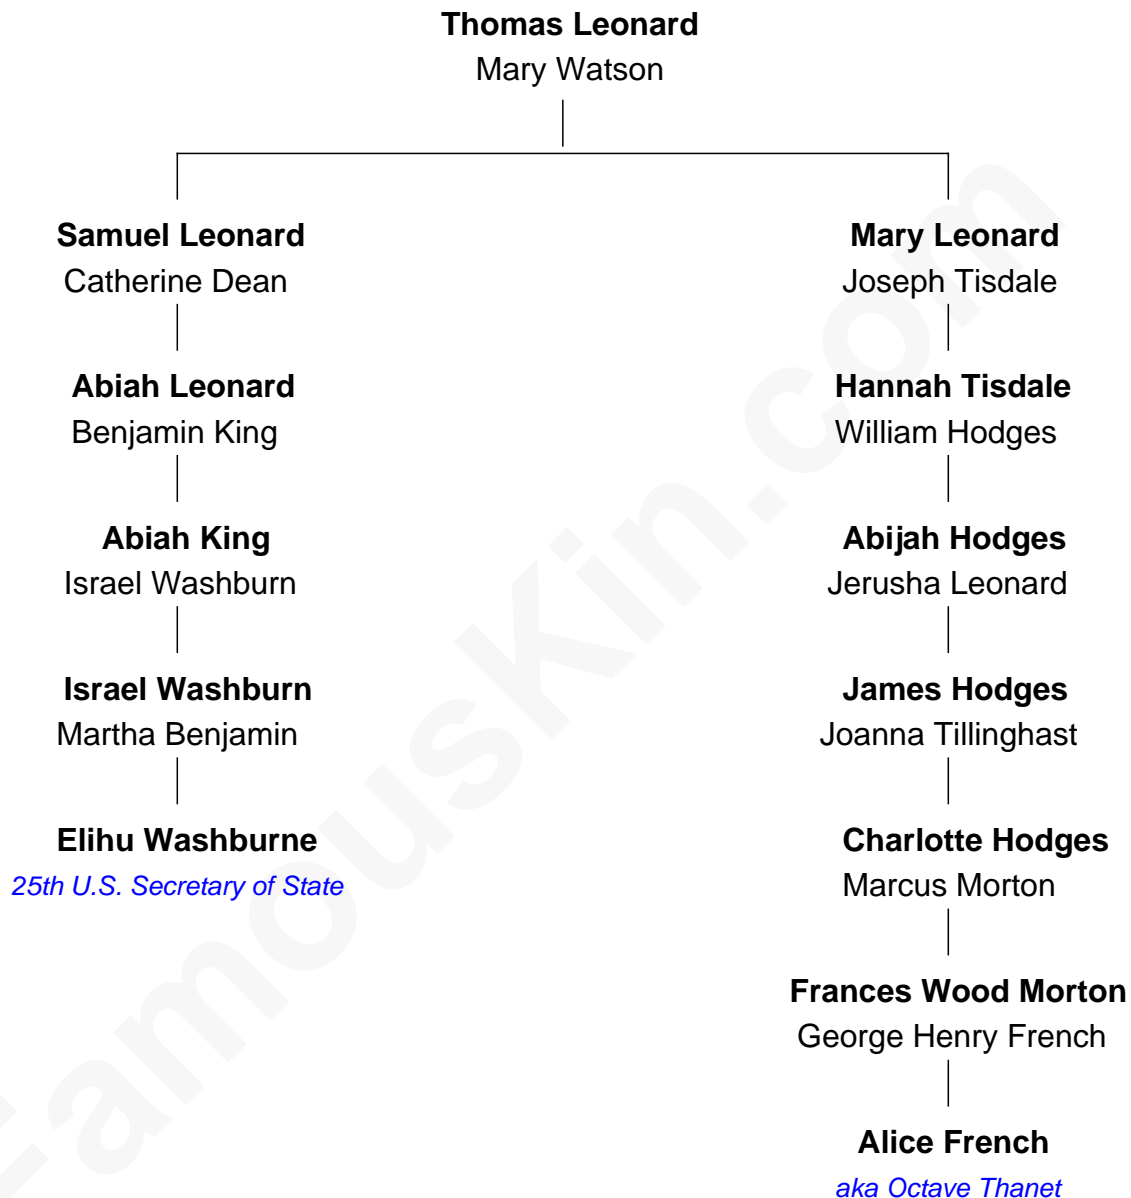 Thomas Leonard
Mary Watson
Samuel Leonard
Catherine Dean
Mary Leonard
Joseph Tisdale
Abiah Leonard
Benjamin King
Hannah Tisdale
William Hodges
Abiah King
Israel Washburn
Abijah Hodges
Jerusha Leonard
Israel Washburn
Martha Benjamin
James Hodges
Joanna Tillinghast
Elihu Washburne
25th U.S. Secretary of State
Charlotte Hodges
Marcus Morton
Frances Wood Morton
George Henry French
Alice French
aka Octave Thanet
FamousKin.com